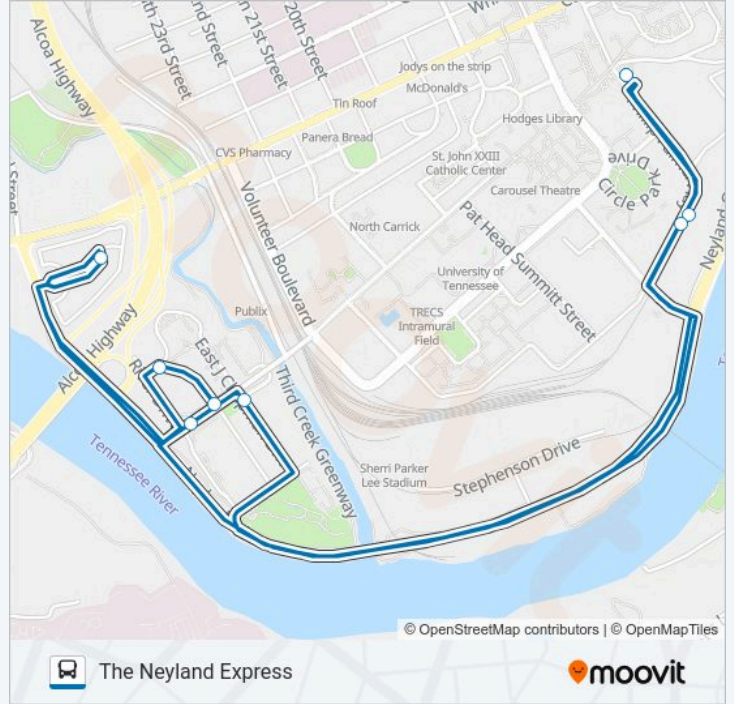 Alcoa Highway
23rd Street
21st Street
20th Street
Jodys on the strip
McDonald's
Tin Roof
Hodges Library
Panera Bread
CVS Pharmacy
St. John XXIII
Catholic Center
Circle Park Drive
Carousel Theatre
Volunteer Boulevard
North Carrick
Pat Head Summitt Street
Neyland
University of
Tennessee
Publix
TRECS
Intramural
Field
Alcoa Highway
East J
Third Creek Greenway
Tennessee River
Sherri Parker
Lee Stadium
Stephenson Drive
© OpenStreetMap contributors | © OpenMapTiles
The Neyland Express
moovit